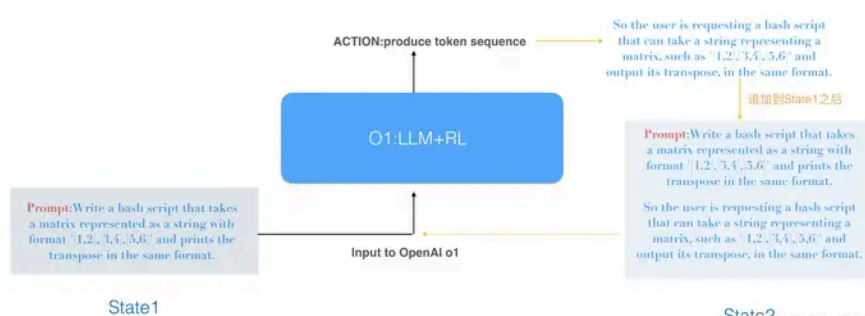 ACTION:produce token sequence
So the user is requesting a bash script
that can take a string representing a
matrix, such as "[1,2],[3,4],[5,6]" and
output its transpose, in the same format.
追加到State1之后
O1:LLM+RL
Prompt:Write a bash script that takes
a matrix represented as a string with
format "[1,2],[3,4],[5,6]" and prints the
transpose in the same format.
Input to OpenAI o1
State1
Prompt:Write a bash script that takes
a matrix represented as a string with
format "[1,2],[3,4],[5,6]" and prints the
transpose in the same format.
So the user is requesting a bash script
that can take a string representing a
matrix, such as "[1,2],[3,4],[5,6]" and
output its transpose, in the same format.